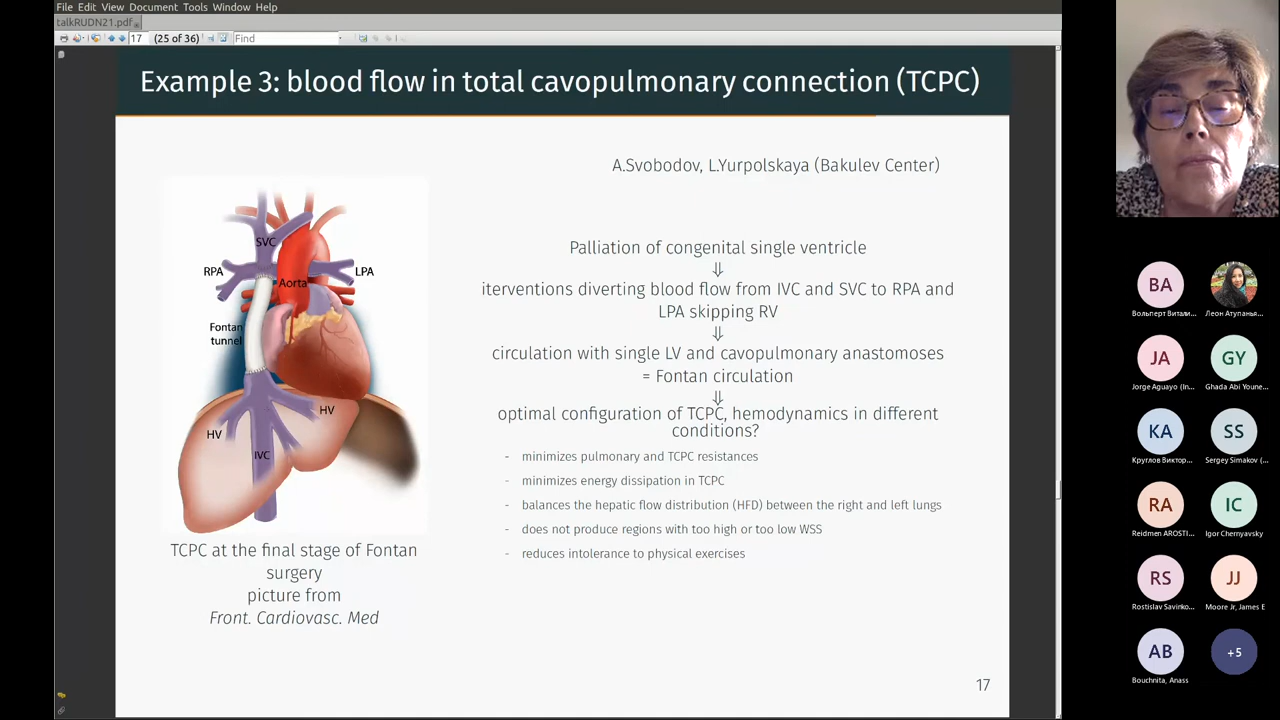 File Edit View Document Tools Window Help
talkRUDN21.pdf
17 (25 of 36) Find
Example 3: blood flow in total cavopulmonary connection (TCPC)
A.Svobodov, L.Yurpolskaya (Bakulev Center)
SVC
RPA
LPA
Aorta
Fontan
tunnel
HV
HV
IVC
TCPC at the final stage of Fontan
surgery
picture from
Front. Cardiovasc. Med
Palliation of congenital single ventricle
⇓
iterventions diverting blood flow from IVC and SVC to RPA and
LPA skipping RV
⇓
circulation with single LV and cavopulmonary anastomoses
= Fontan circulation
⇓
optimal configuration of TCPC, hemodynamics in different
conditions?
- minimizes pulmonary and TCPC resistances
- minimizes energy dissipation in TCPC
- balances the hepatic flow distribution (HFD) between the right and left lungs
- does not produce regions with too high or too low WSS
- reduces intolerance to physical exercises
17
BA
Вольперт Витали...
Леон Атупанья...
JA
GY
Jorge Aguayo (In...
Ghada Abi Youne...
KA
SS
Круглов Виктор...
Sergey Simakov (...
RA
IC
Reidmen AROSTI...
Igor Chernyavsky
RS
JJ
Rostislav Savinko...
Moore Jr, James E
AB
+5
Bouchnita, Anass